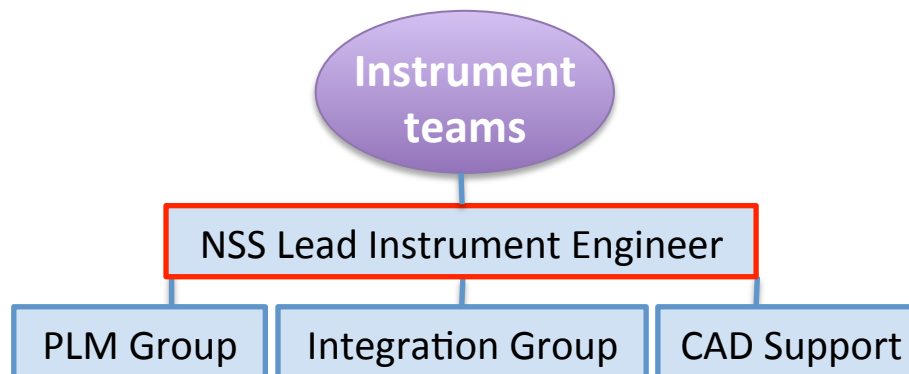 Instrument
teams
NSS Lead Instrument Engineer
PLM Group
Integration Group
CAD Support